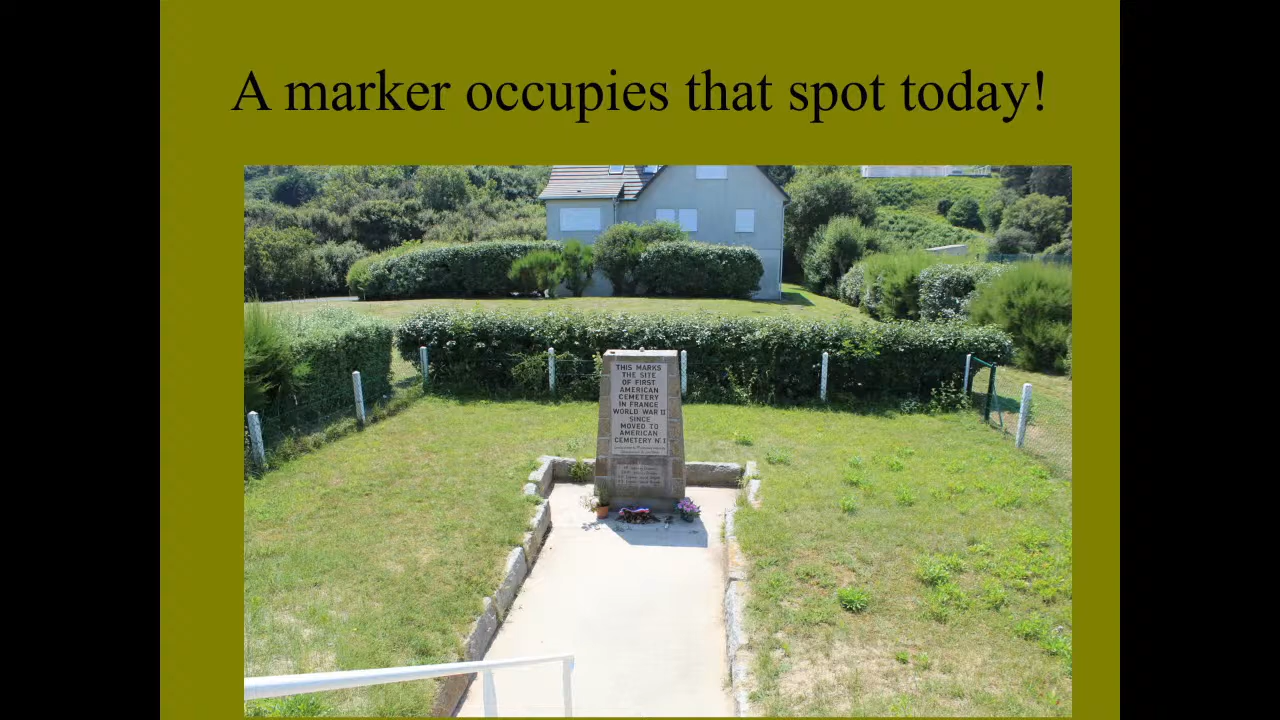 A marker occupies that spot today!
THIS MARKS
THE SITE
OF FIRST
AMERICAN
CEMETERY
IN FRANCE
WORLD WAR II
SINCE
MOVED TO
AMERICAN
CEMETERY Nº 1